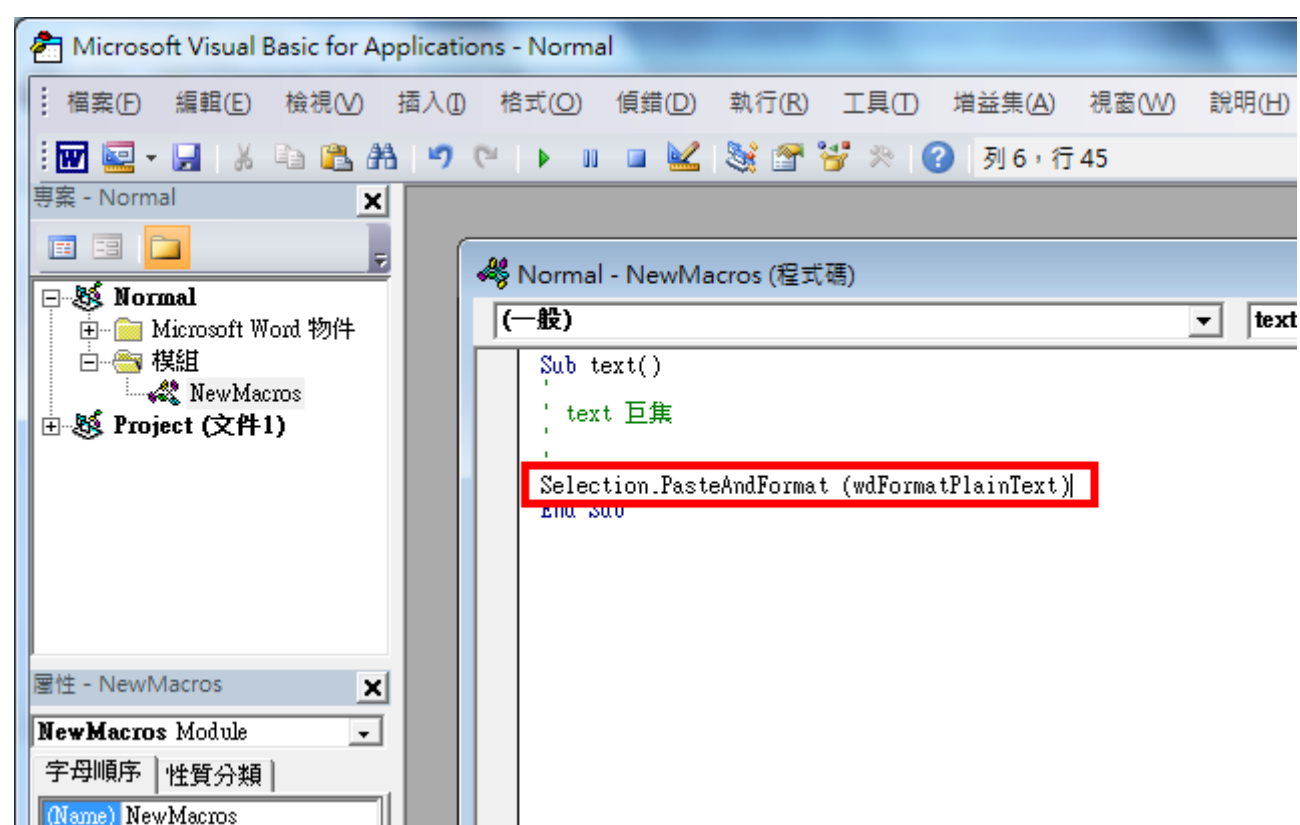 Microsoft Visual Basic for Applications - Normal
檔案(F) 編輯(E) 檢視(V) 插入(I) 格式(O) 偵錯(D) 執行(R) 工具(T) 增益集(A) 視窗(W) 說明(H)
列 6，行 45
專案 - Normal
Normal
Microsoft Word 物件
模組
NewMacros
Project (文件1)
Normal - NewMacros (程式碼)
(一般) text
Sub text()
'
' text 巨集
'
'
Selection.PasteAndFormat (wdFormatPlainText)
End Sub
屬性 - NewMacros
NewMacros Module
字母順序 性質分類
(Name) NewMacros